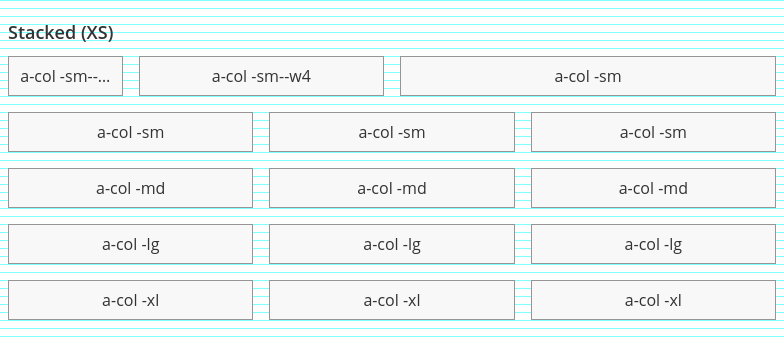 Stacked (XS)
a-col -sm--... a-col -sm--w4 a-col -sm
a-col -sm a-col -sm a-col -sm
a-col -md a-col -md a-col -md
a-col -lg a-col -lg a-col -lg
a-col -xl a-col -xl a-col -xl